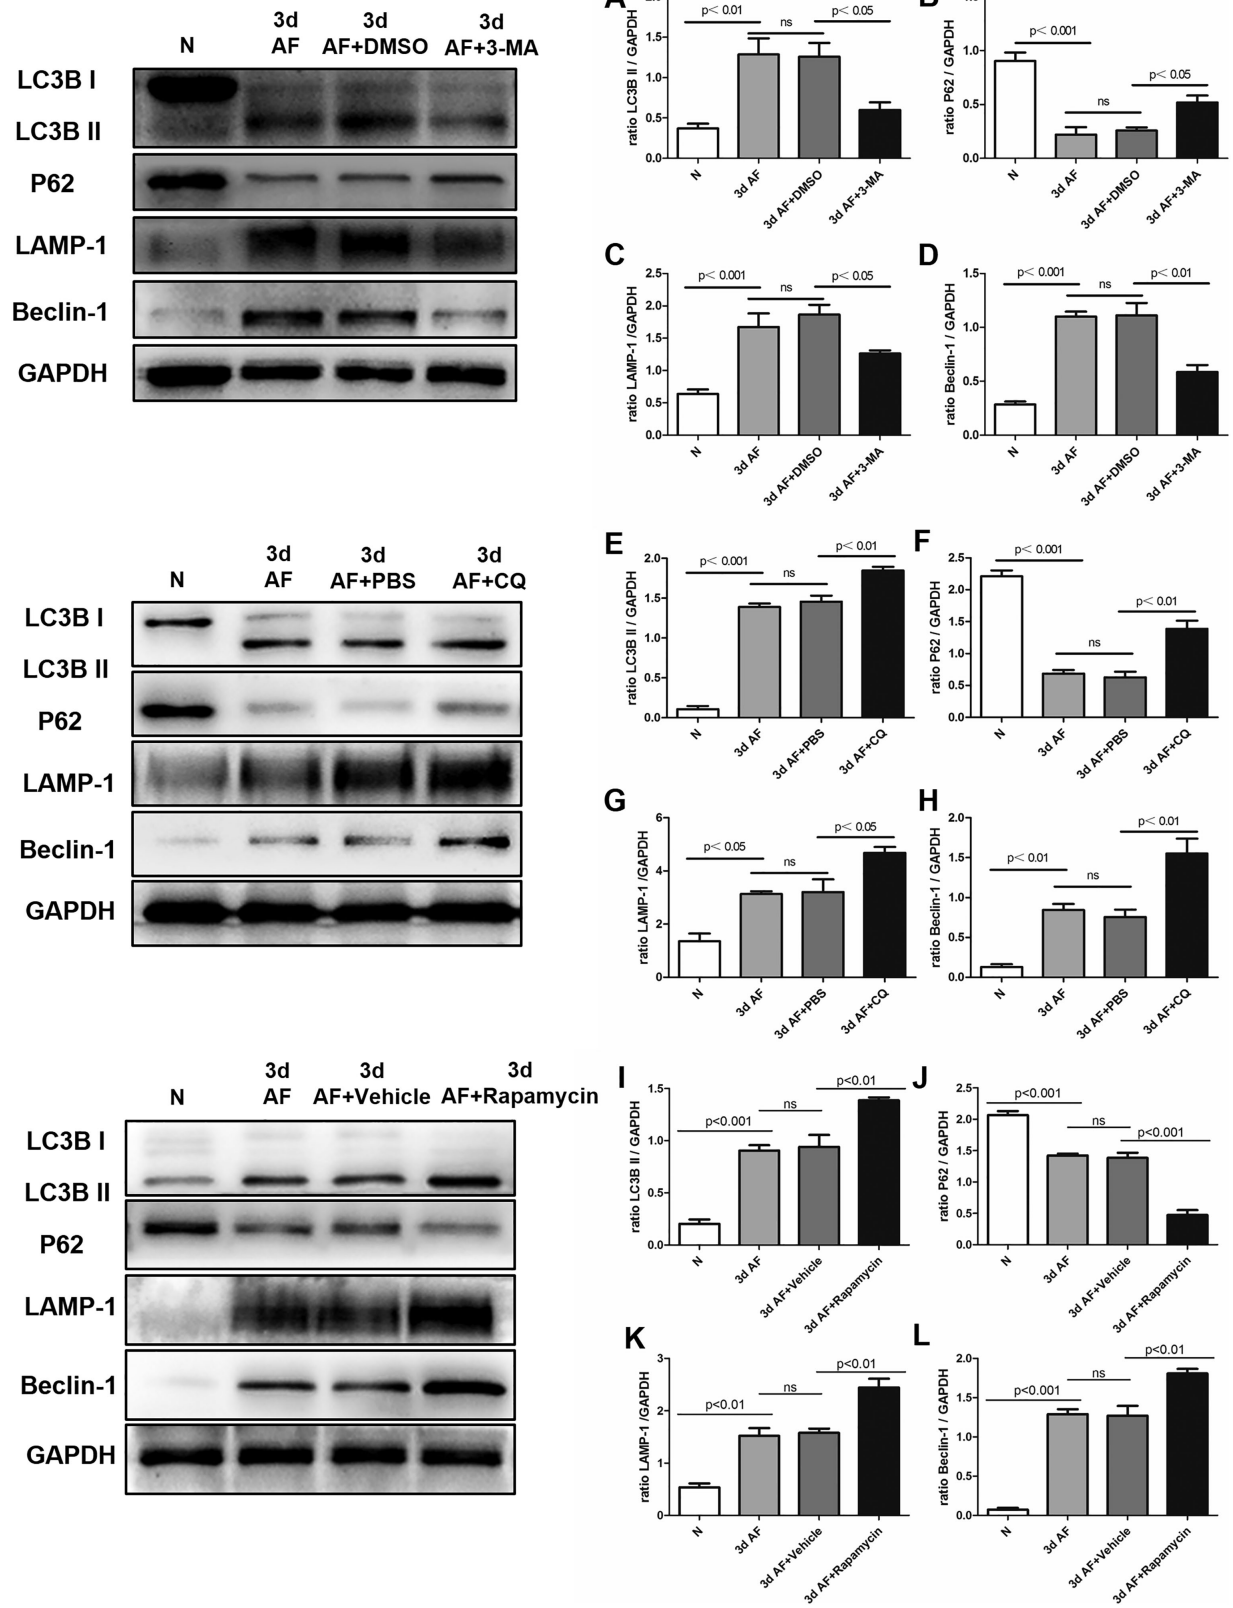 N
3d
AF
3d
AF+DMSO
3d
AF+3-MA
LC3B I
LC3B II
P62
LAMP-1
Beclin-1
GAPDH
ratio LC3B II / GAPDH
1.5
1.0
0.5
0.0
p< 0.01
ns
p< 0.05
N
3d AF
3d AF+DMSO
3d AF+3-MA
ratio P62 / GAPDH
1.0
0.5
0.0
p< 0.001
ns
p< 0.05
N
3d AF
3d AF+DMSO
3d AF+3-MA
C
ratio LAMP-1 /GAPDH
2.5
2.0
1.5
1.0
0.5
0.0
p< 0.001
ns
p< 0.05
N
3d AF
3d AF+DMSO
3d AF+3-MA
D
ratio Beclin-1 / GAPDH
1.5
1.0
0.5
0.0
p< 0.001
ns
p< 0.01
N
3d AF
3d AF+DMSO
3d AF+3-MA
N
3d
AF
3d
AF+PBS
3d
AF+CQ
LC3B I
LC3B II
P62
LAMP-1
Beclin-1
GAPDH
E
ratio LC3B II / GAPDH
2.0
1.5
1.0
0.5
0.0
p< 0.001
ns
p< 0.01
N
3d AF
3d AF+PBS
3d AF+CQ
F
ratio P62 / GAPDH
2.5
2.0
1.5
1.0
0.5
0.0
p< 0.001
ns
p< 0.01
N
3d AF
3d AF+PBS
3d AF+CQ
G
ratio LAMP-1 /GAPDH
6
4
2
0
p< 0.05
ns
p< 0.05
N
3d AF
3d AF+PBS
3d AF+CQ
H
ratio Beclin-1 / GAPDH
2.0
1.5
1.0
0.5
0.0
p< 0.01
ns
p< 0.01
N
3d AF
3d AF+PBS
3d AF+CQ
N
3d
AF
3d
AF+Vehicle
3d
AF+Rapamycin
LC3B I
LC3B II
P62
LAMP-1
Beclin-1
GAPDH
I
ratio LC3B II / GAPDH
1.5
1.0
0.5
0.0
p<0.001
ns
p<0.01
N
3d AF
3d AF+Vehicle
3d AF+Rapamycin
J
ratio P62 / GAPDH
2.5
2.0
1.5
1.0
0.5
0.0
p<0.001
ns
p<0.001
N
3d AF
3d AF+Vehicle
3d AF+Rapamycin
K
ratio LAMP-1 /GAPDH
3
2
1
0
p<0.01
ns
p<0.01
N
3d AF
3d AF+Vehicle
3d AF+Rapamycin
L
ratio Beclin-1 / GAPDH
2.0
1.5
1.0
0.5
0.0
p<0.001
ns
p<0.01
N
3d AF
3d AF+Vehicle
3d AF+Rapamycin